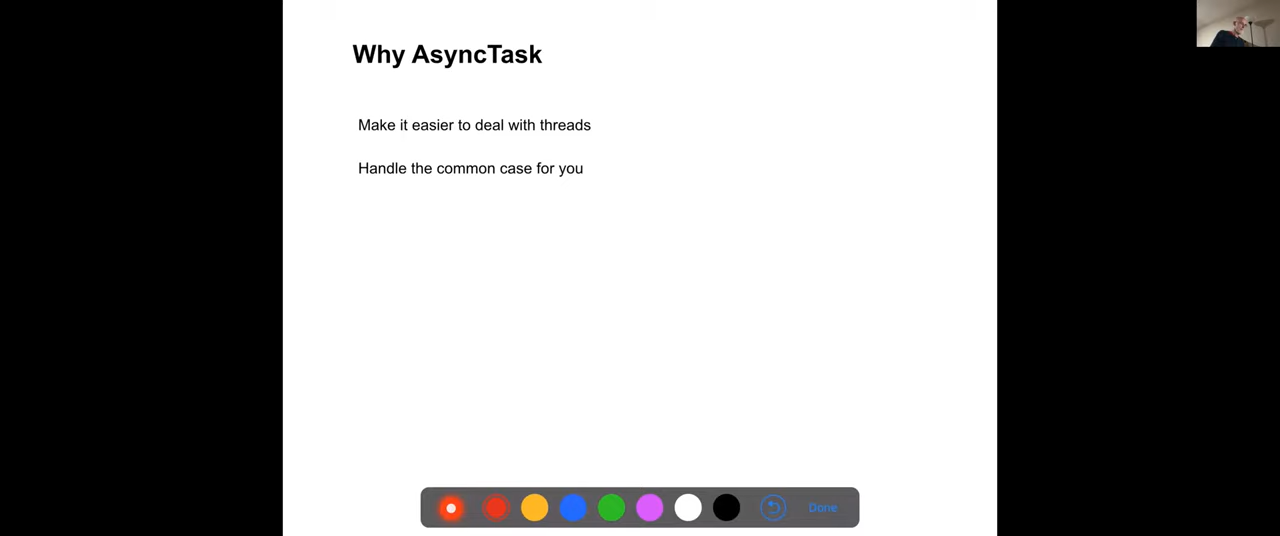 Why AsyncTask
Make it easier to deal with threads
Handle the common case for you
Done